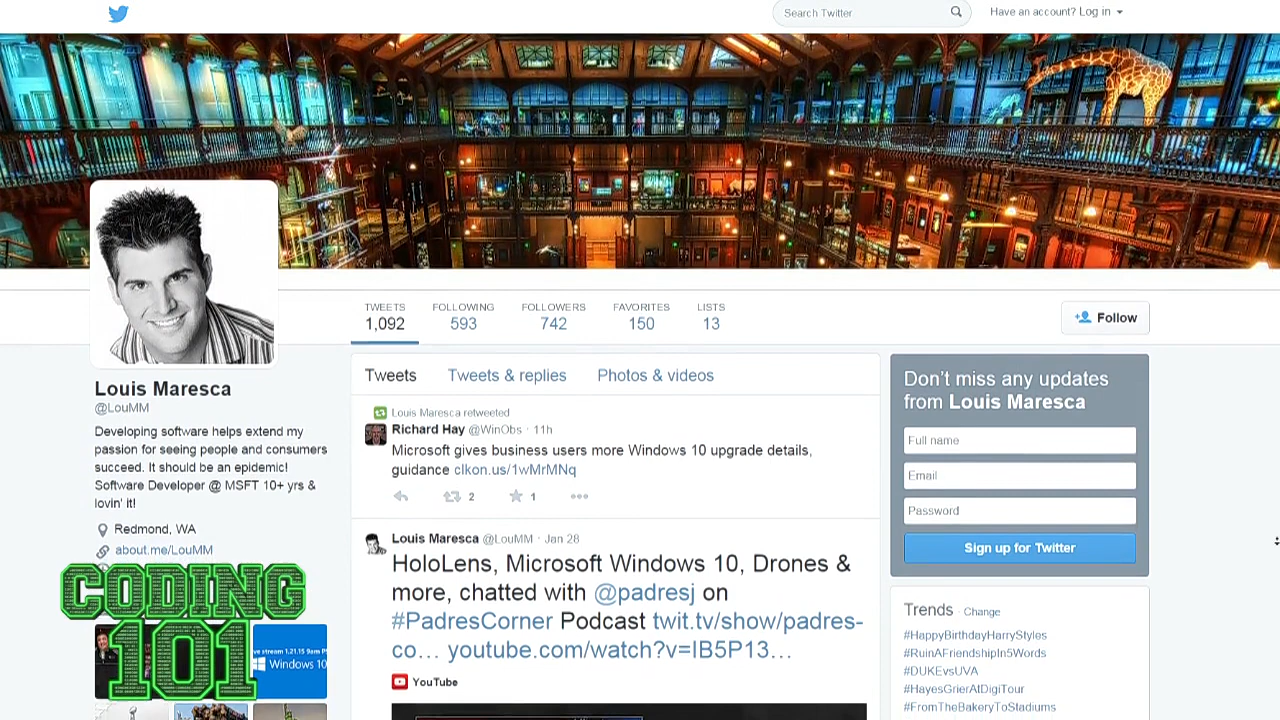 Search Twitter
Have an account? Log in
TWEETS
1,092
FOLLOWING
593
FOLLOWERS
742
FAVORITES
150
LISTS
13
Follow
Louis Maresca
@LouMM
Developing software helps extend my
passion for seeing people and consumers
succeed. It should be an epidemic!
Software Developer @ MSFT 10+ yrs &
lovin' it!
Redmond, WA
about.me/LouMM
CODING
101
ve stream 1.21.15 9am
Windows 10
Tweets
Tweets & replies
Photos & videos
Louis Maresca retweeted
Richard Hay @WinObs · 11h
Microsoft gives business users more Windows 10 upgrade details,
guidance clkon.us/1wMrMNq
2
1
Louis Maresca @LouMM · Jan 28
HoloLens, Microsoft Windows 10, Drones &
more, chatted with @padresj on
#PadresCorner Podcast twit.tv/show/padres-
co… youtube.com/watch?v=IB5P13…
YouTube
Don't miss any updates
from Louis Maresca
Full name
Email
Password
Sign up for Twitter
Trends · Change
#HappyBirthdayHarryStyles
#RuinAFriendshipIn5Words
#DUKEvsUVA
#HayesGrierAtDigiTour
#FromTheBakeryToStadiums